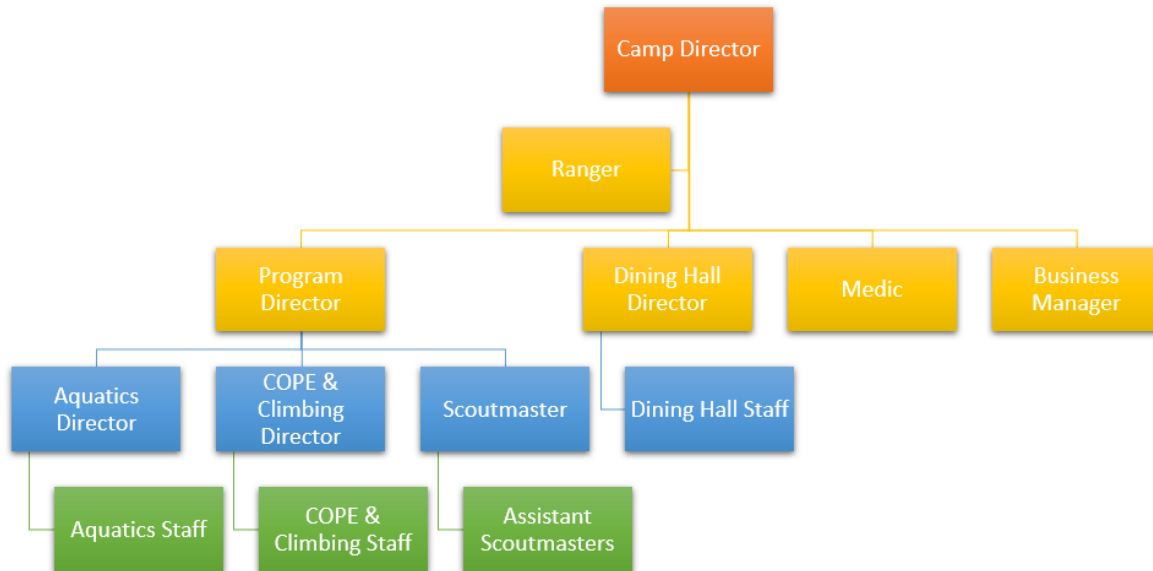 Camp Director
Ranger
Program
Director
Dining Hall
Director
Medic
Business
Manager
Aquatics
Director
COPE &
Climbing
Director
Scoutmaster
Dining Hall Staff
Aquatics Staff
COPE &
Climbing Staff
Assistant
Scoutmasters